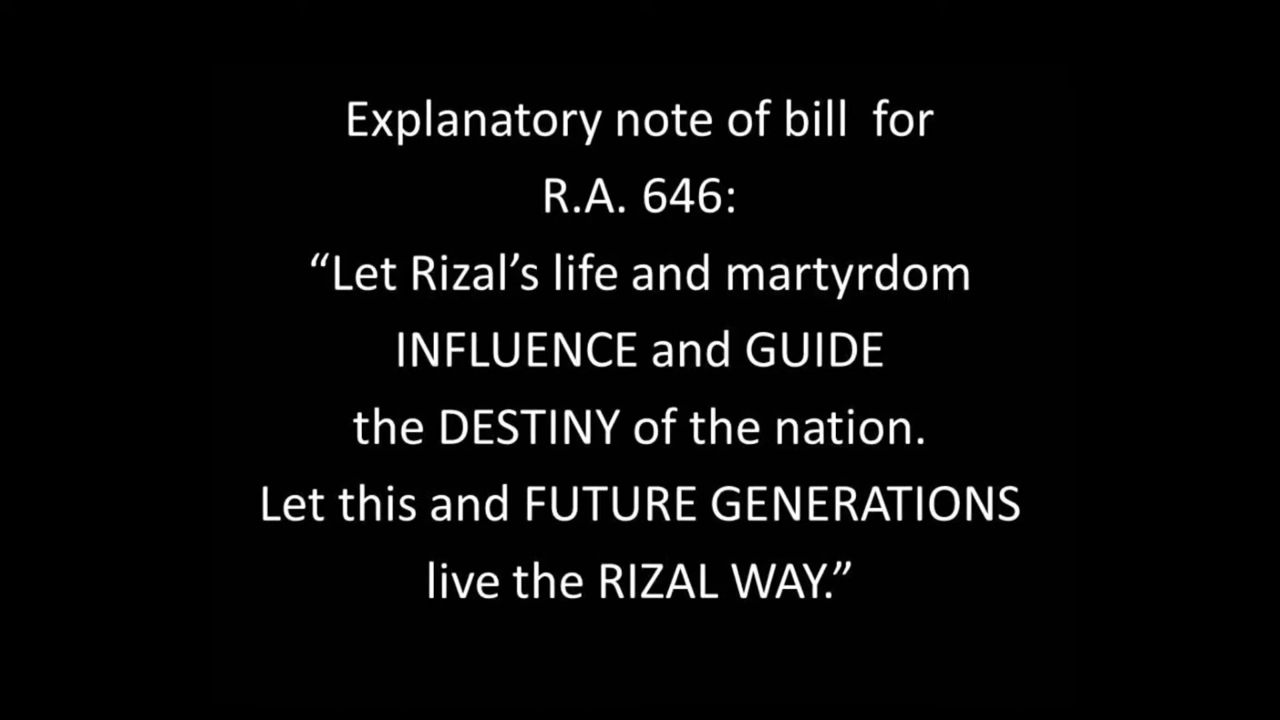 Explanatory note of bill  for
R.A. 646:
“Let Rizal’s life and martyrdom
INFLUENCE and GUIDE
the DESTINY of the nation.
Let this and FUTURE GENERATIONS
live the RIZAL WAY.”